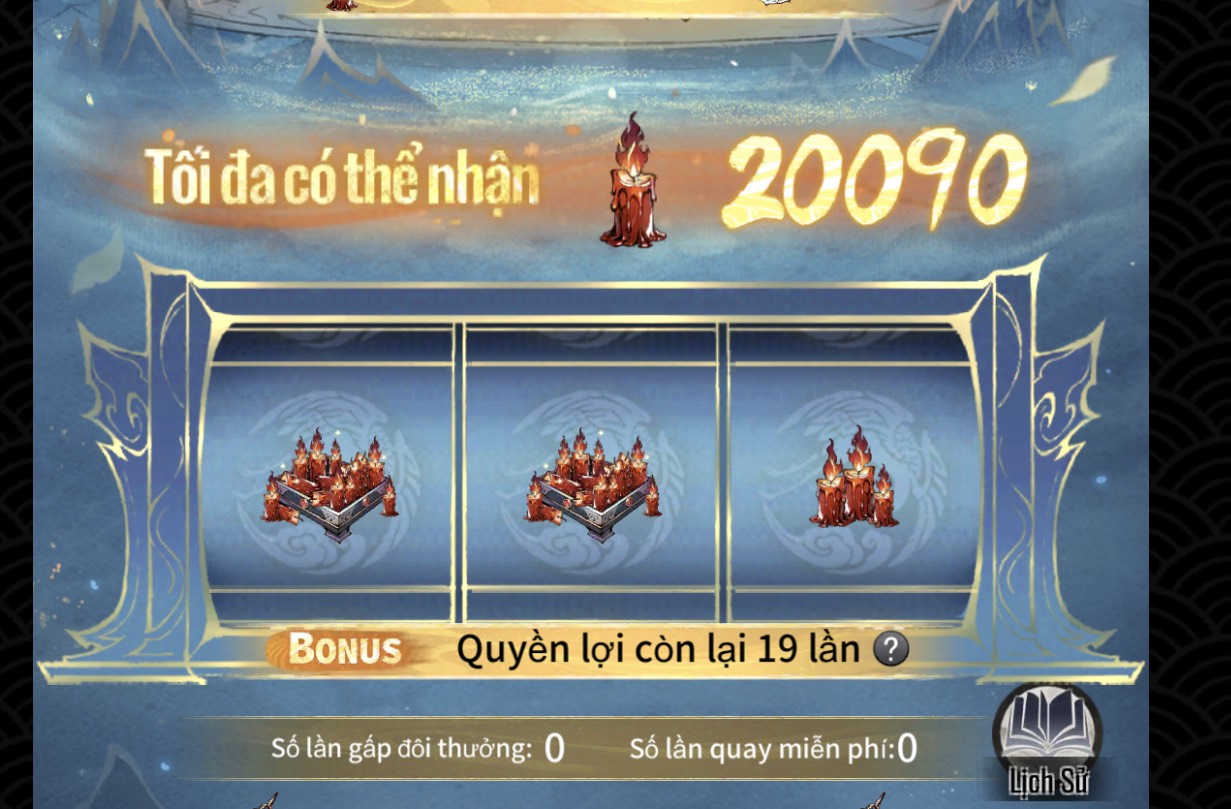 Tối đa có thể nhận 20090
BONUS Quyền lợi còn lại 19 lần ?
Số lần gấp đôi thưởng: 0 Số lần quay miễn phí:0
Lịch Sử